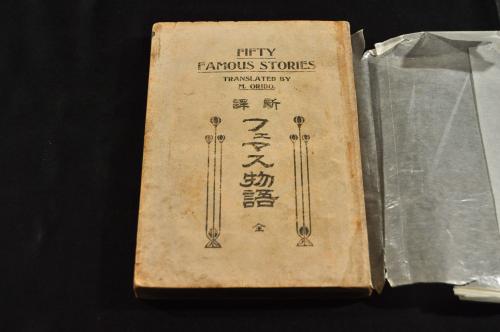 FIFTY
FAMOUS STORIES
TRANSLATED BY
M. ORIDO.
新譯
フェマス物語
全